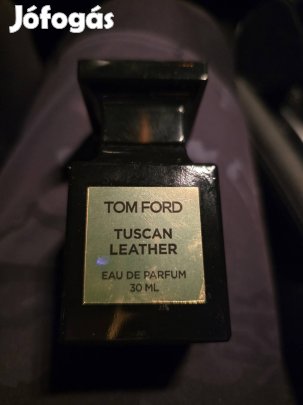 Jófogás
TOM FORD
TUSCAN
LEATHER
EAU DE PARFUM
30 ML